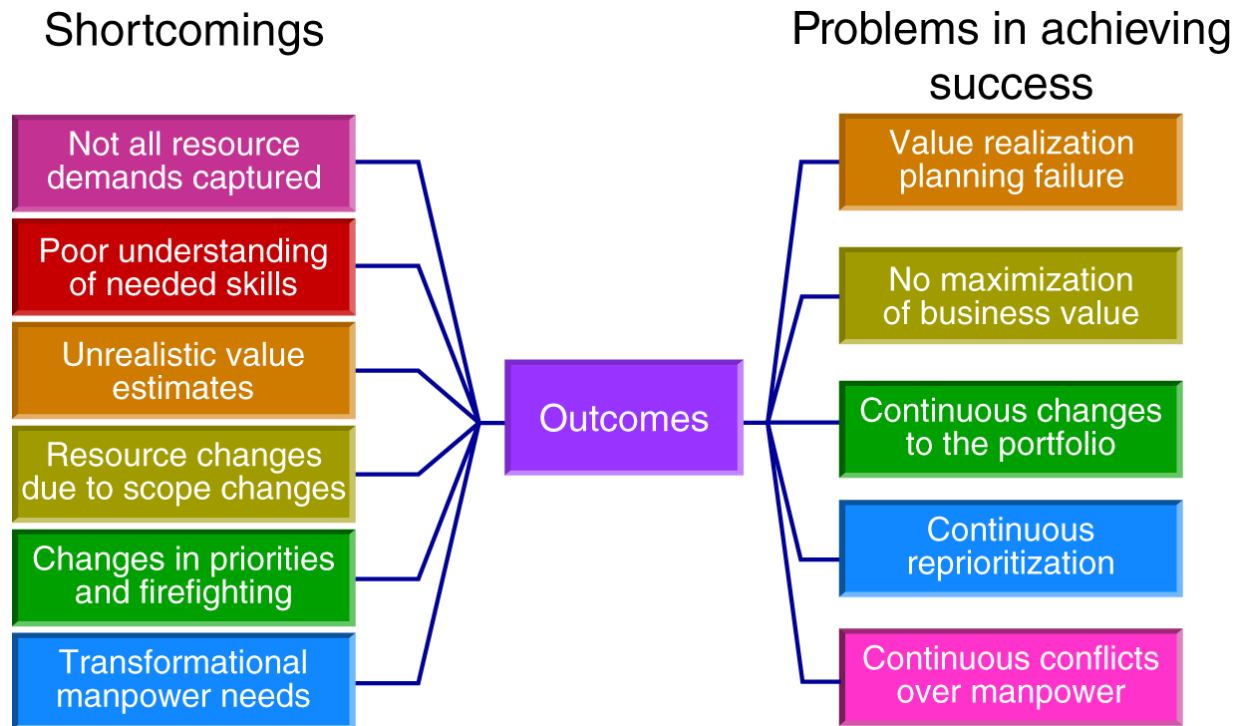 Shortcomings
Not all resource
demands captured
Poor understanding
of needed skills
Unrealistic value
estimates
Resource changes
due to scope changes
Changes in priorities
and firefighting
Transformational
manpower needs
Outcomes
Problems in achieving
success
Value realization
planning failure
No maximization
of business value
Continuous changes
to the portfolio
Continuous
reprioritization
Continuous conflicts
over manpower